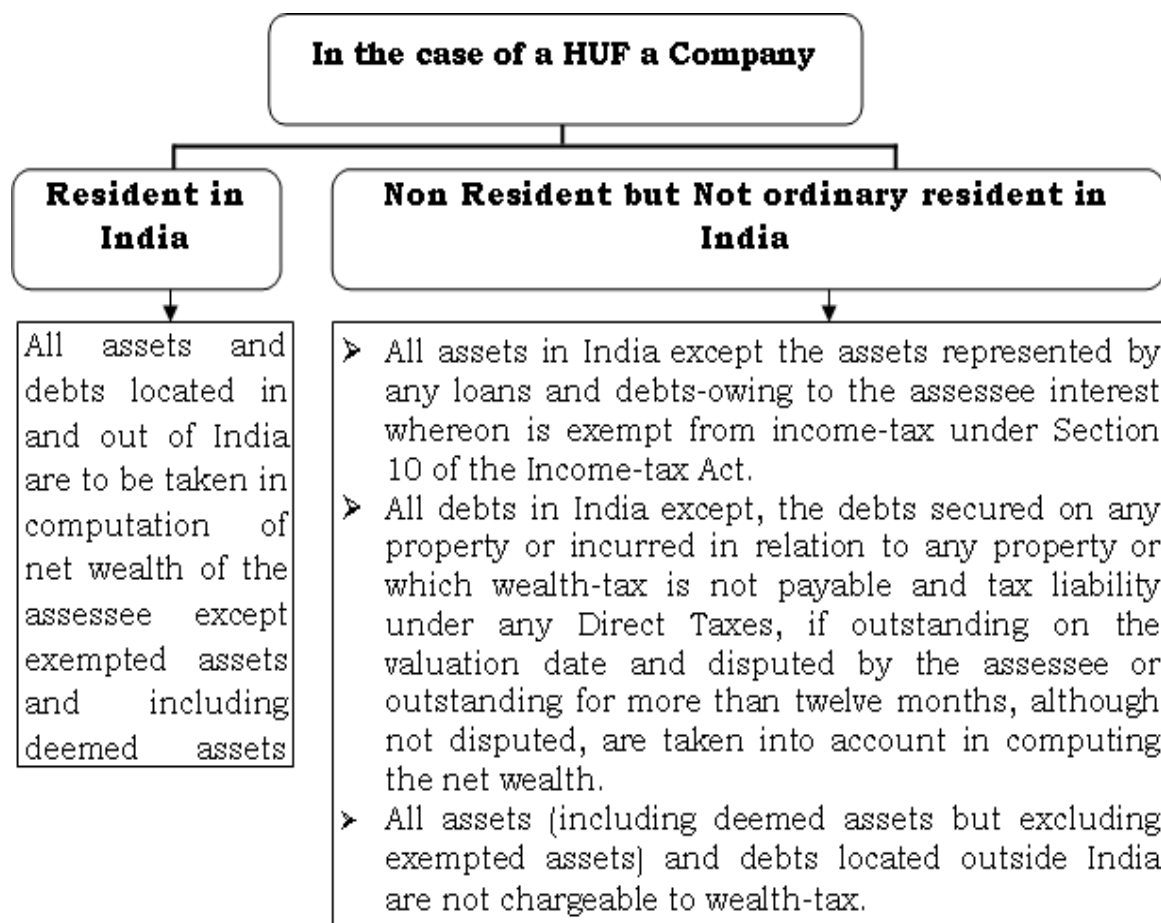 In the case of a HUF a Company
Resident in
India
Non Resident but Not ordinary resident in
India
All assets and
debts located in
and out of India
are to be taken in
computation of
net wealth of the
assessee except
exempted assets
and including
deemed assets
➢ All assets in India except the assets represented by
any loans and debts-owing to the assessee interest
whereon is exempt from income-tax under Section
10 of the Income-tax Act.
➢ All debts in India except, the debts secured on any
property or incurred in relation to any property or
which wealth-tax is not payable and tax liability
under any Direct Taxes, if outstanding on the
valuation date and disputed by the assessee or
outstanding for more than twelve months, although
not disputed, are taken into account in computing
the net wealth.
➢ All assets (including deemed assets but excluding
exempted assets) and debts located outside India
are not chargeable to wealth-tax.